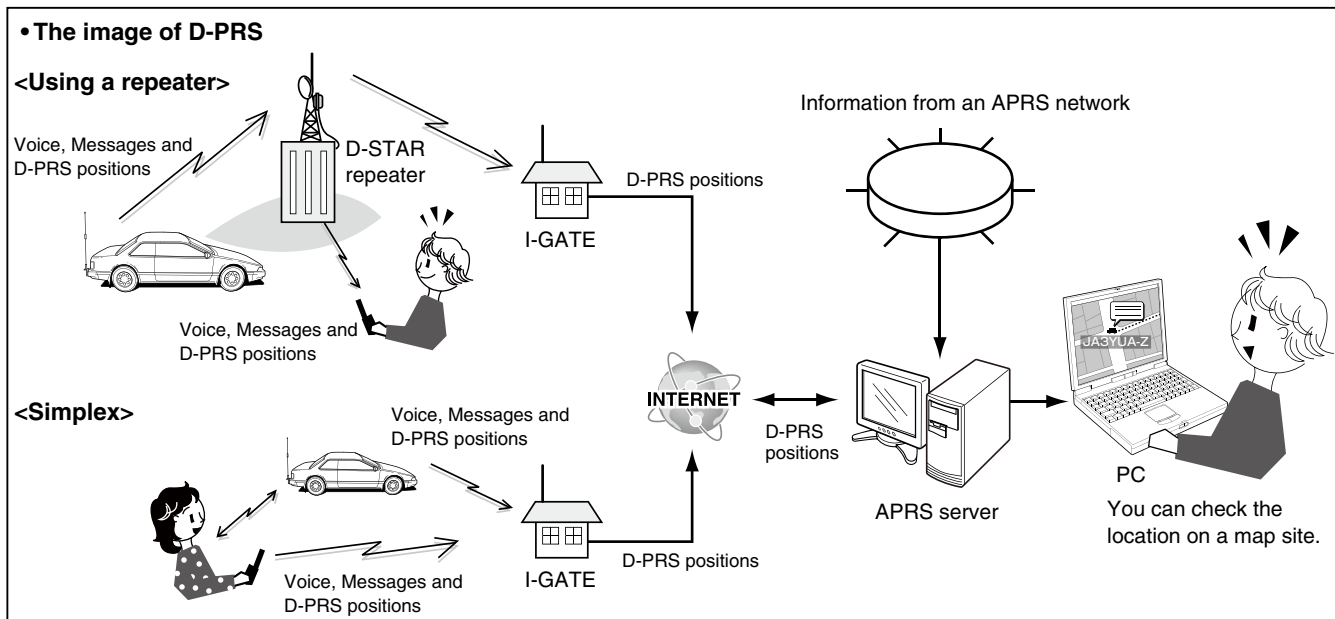 • The image of D-PRS
<Using a repeater>
Voice, Messages and
D-PRS positions
D-STAR
repeater
D-PRS positions
I-GATE
Voice, Messages and
D-PRS positions
Information from an APRS network
JA3YUA-Z
<Simplex>
Voice, Messages and
D-PRS positions
Voice, Messages and
D-PRS positions
I-GATE
D-PRS positions
INTERNET
D-PRS
positions
APRS server
PC
You can check the
location on a map site.